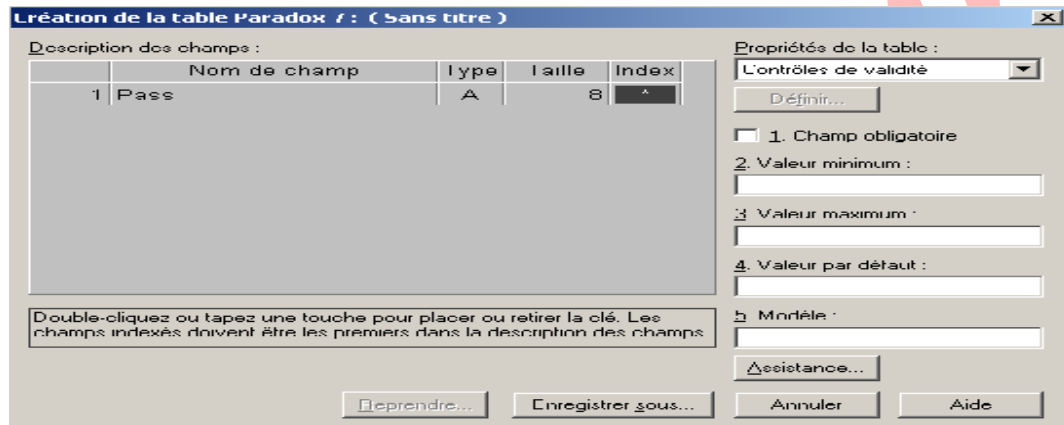 Création de la table Paradox 7 : ( Sans titre )
Description des champs :
Nom de champ Type Taille Index
1 Pass A 8 *
Double-cliquez ou tapez une touche pour placer ou retirer la clé. Les
champs indexés doivent être les premiers dans la description des champs
Reprendre...
Enregistrer sous...
Propriétés de la table :
Contrôles de validité
Définir...
1. Champ obligatoire
2. Valeur minimum :
3. Valeur maximum :
4. Valeur par défaut :
5. Modèle :
Assistance...
Annuler
Aide